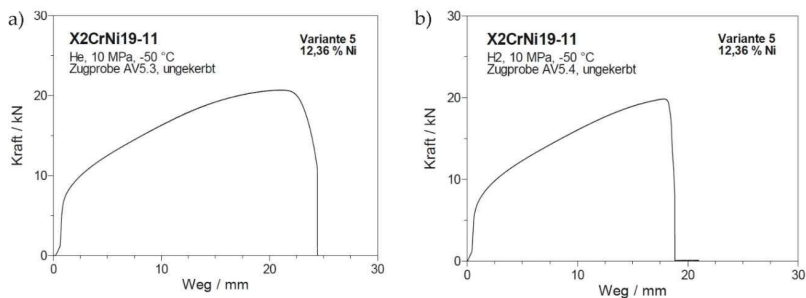 a)
X2CrNi19-11
He, 10 MPa, -50 °C
Zugprobe AV5.3, ungekerbt
Variante 5
12,36 % Ni
Kraft / kN
30
20
10
0
0
10
20
30
Weg / mm
b)
X2CrNi19-11
H2, 10 MPa, -50 °C
Zugprobe AV5.4, ungekerbt
Variante 5
12,36 % Ni
Kraft / kN
30
20
10
0
0
10
20
30
Weg / mm